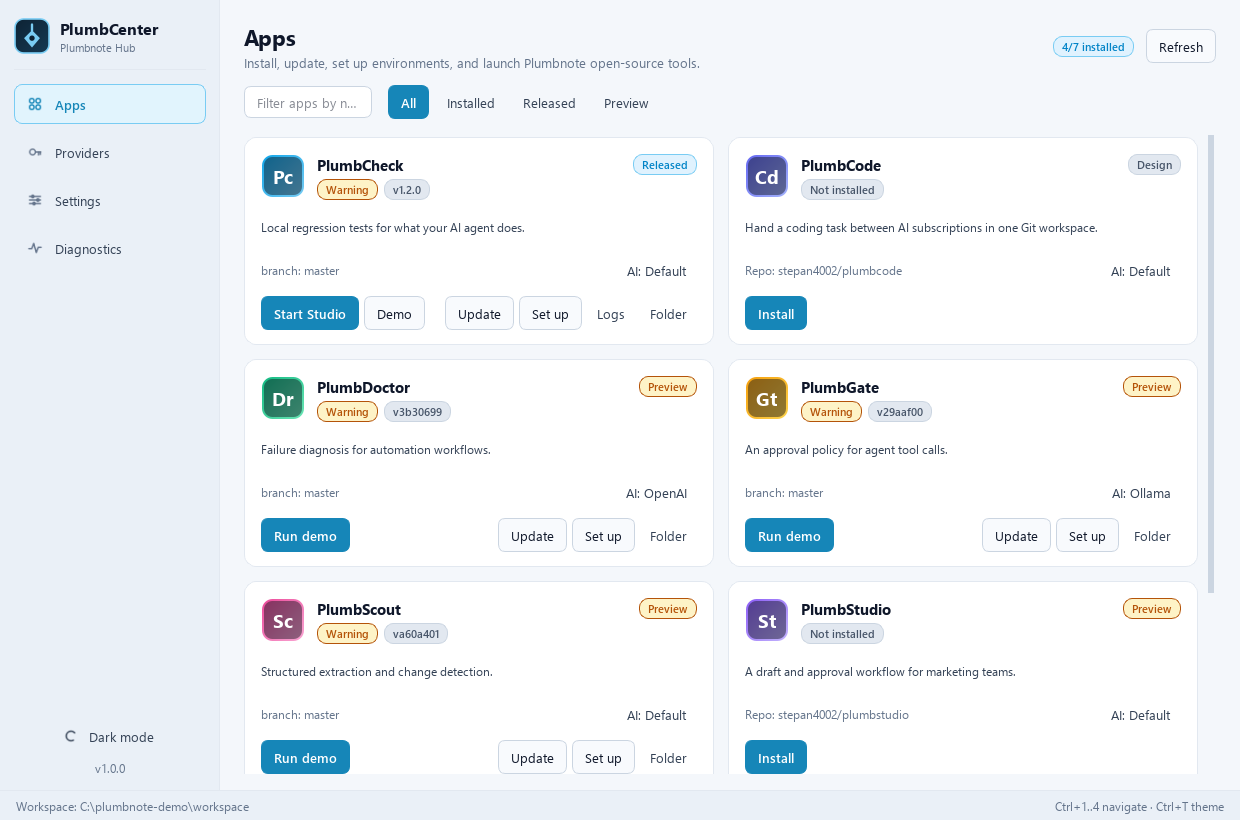 PlumbCenter
Plumbnote Hub
Apps
Providers
Settings
Diagnostics
Dark mode
v1.0.0
Apps
Install, update, set up environments, and launch Plumbnote open-source tools.
4/7 installed
Refresh
Filter apps by n...
All Installed Released Preview
Pc
PlumbCheck
Released
Warning v1.2.0
Local regression tests for what your AI agent does.
branch: master
AI: Default
Start Studio Demo Update Set up Logs Folder
Cd
PlumbCode
Design
Not installed
Hand a coding task between AI subscriptions in one Git workspace.
Repo: stepan4002/plumbcode
AI: Default
Install
Dr
PlumbDoctor
Preview
Warning v3b30699
Failure diagnosis for automation workflows.
branch: master
AI: OpenAI
Run demo Update Set up Folder
Gt
PlumbGate
Preview
Warning v29aaf00
An approval policy for agent tool calls.
branch: master
AI: Ollama
Run demo Update Set up Folder
Sc
PlumbScout
Preview
Warning va60a401
Structured extraction and change detection.
branch: master
AI: Default
Run demo Update Set up Folder
St
PlumbStudio
Preview
Not installed
A draft and approval workflow for marketing teams.
Repo: stepan4002/plumbstudio
AI: Default
Install
Workspace: C:\plumbnote-demo\workspace
Ctrl+1..4 navigate · Ctrl+T theme